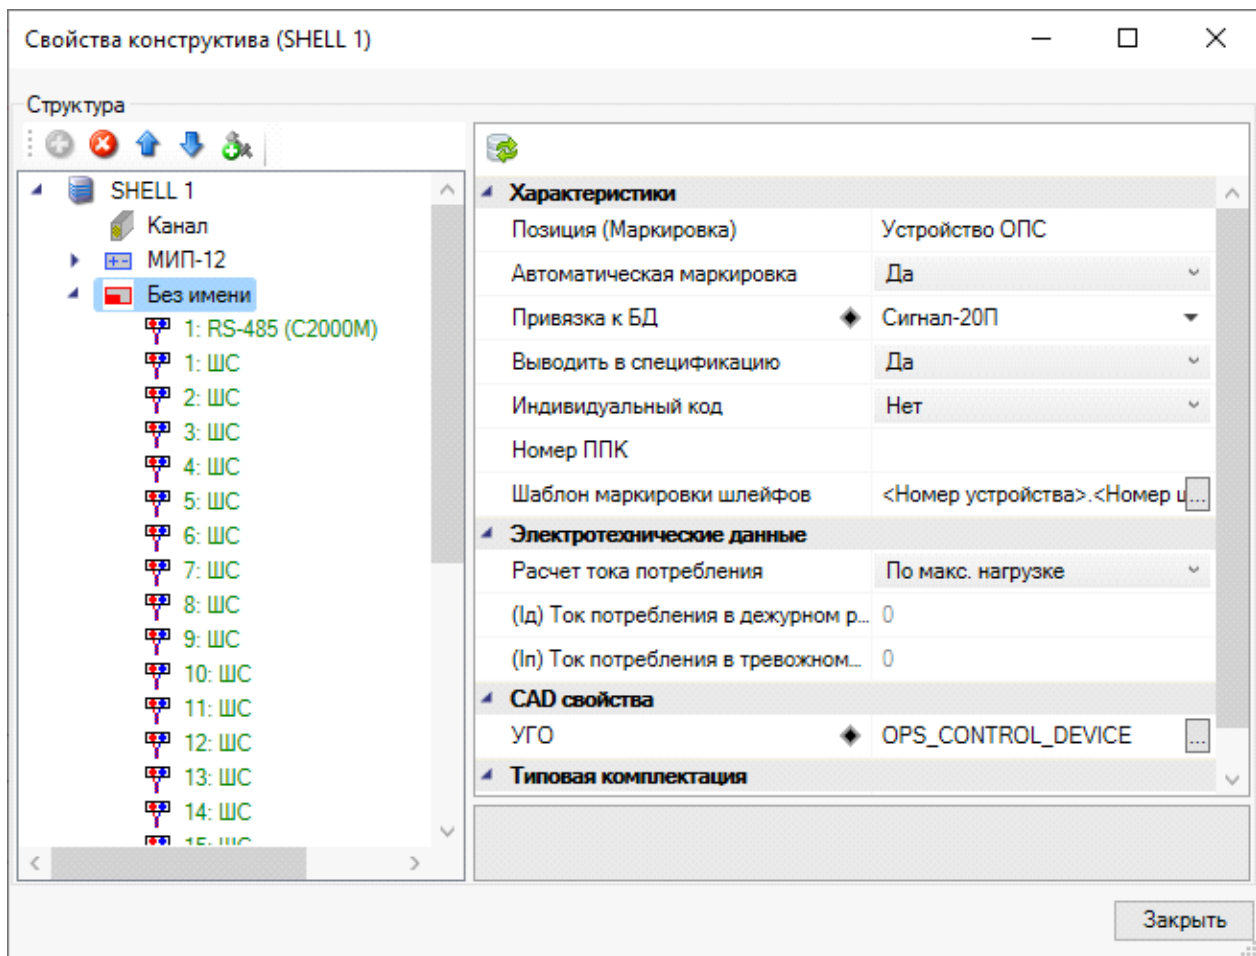 Свойства конструктива (SHELL 1)
Структура
SHELL 1
Канал
МИП-12
Без имени
1: RS-485 (С2000М)
1: ШС
2: ШС
3: ШС
4: ШС
5: ШС
6: ШС
7: ШС
8: ШС
9: ШС
10: ШС
11: ШС
12: ШС
13: ШС
14: ШС
15: ШС
Характеристики
Позиция (Маркировка) Устройство ОПС
Автоматическая маркировка Да
Привязка к БД Сигнал-20П
Выводить в спецификацию Да
Индивидуальный код Нет
Номер ППК
Шаблон маркировки шлейфов <Номер устройства>.<Номер ш...
Электротехнические данные
Расчет тока потребления По макс. нагрузке
(Iд) Ток потребления в дежурном р... 0
(Iп) Ток потребления в тревожном... 0
CAD свойства
УГО OPS_CONTROL_DEVICE ...
Типовая комплектация
Закрыть